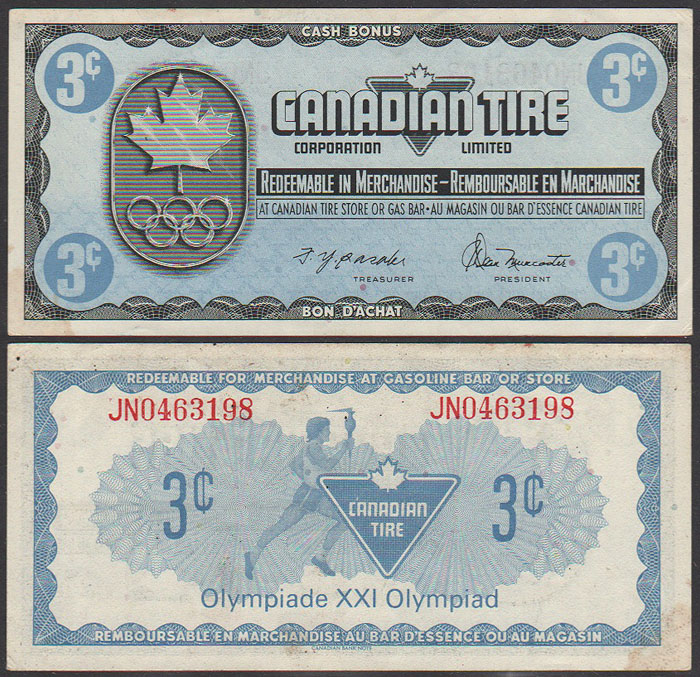 CASH BONUS
3¢ 3¢
CANADIAN TIRE
CORPORATION LIMITED
REDEEMABLE IN MERCHANDISE – REMBOURSABLE EN MARCHANDISE
AT CANADIAN TIRE STORE OR GAS BAR • AU MAGASIN OU BAR D'ESSENCE CANADIAN TIRE
3¢ 3¢
TREASURER PRESIDENT
BON D'ACHAT
REDEEMABLE FOR MERCHANDISE AT GASOLINE BAR OR STORE
JN0463198 JN0463198
3¢ 3¢
CANADIAN
TIRE
Olympiade XXI Olympiad
REMBOURSABLE EN MARCHANDISE AU BAR D'ESSENCE OU AU MAGASIN
CANADIAN BANK NOTE